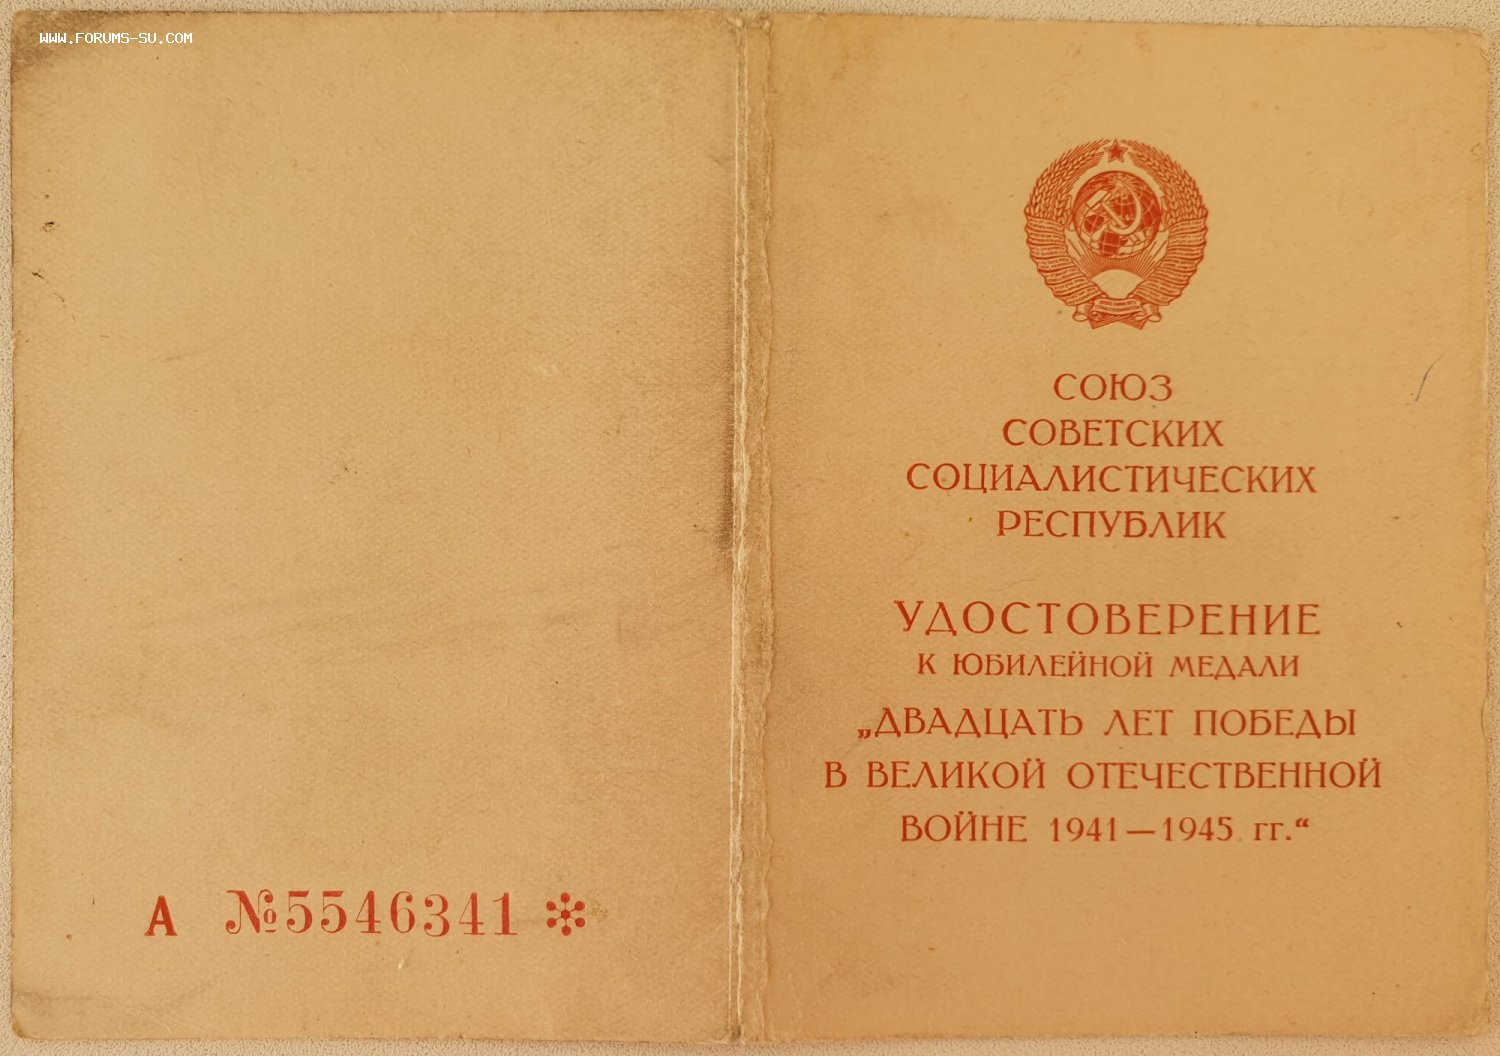 WWW.FORUMS-SU.COM
А №5546341
СОЮЗ
СОВЕТСКИХ
СОЦИАЛИСТИЧЕСКИХ
РЕСПУБЛИК
УДОСТОВЕРЕНИЕ
К ЮБИЛЕЙНОЙ МЕДАЛИ
„ДВАДЦАТЬ ЛЕТ ПОБЕДЫ
В ВЕЛИКОЙ ОТЕЧЕСТВЕННОЙ
ВОЙНЕ 1941—1945 гг.“